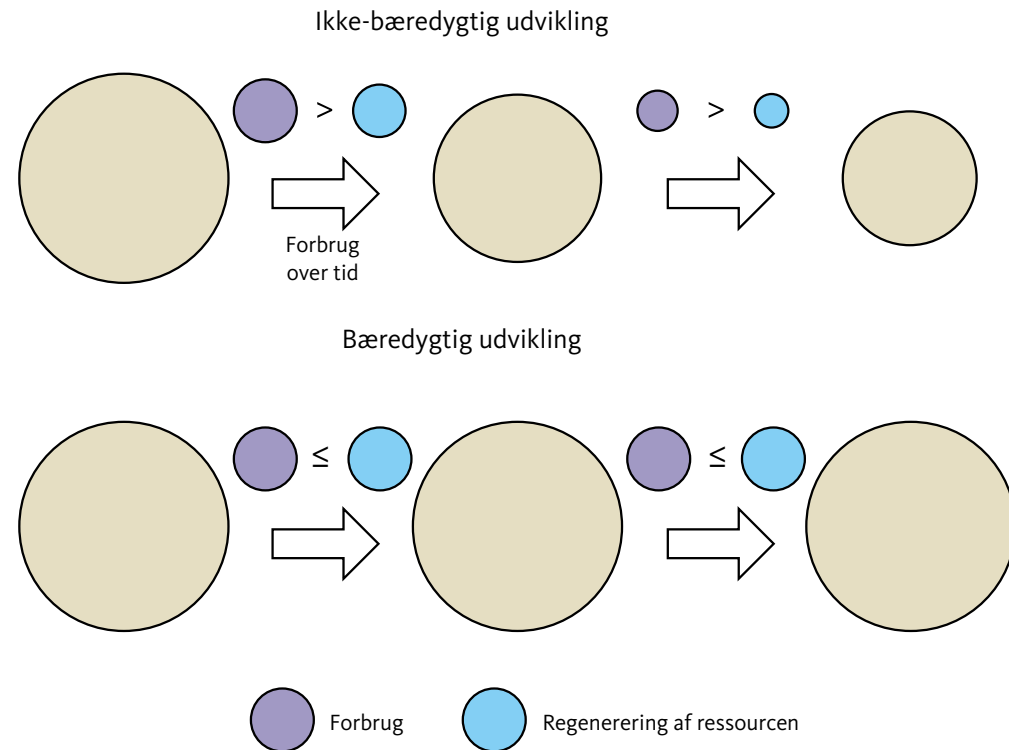 Ikke-bæredygtig udvikling
>
>
Forbrug
over tid
Bæredygtig udvikling
≤
≤
Forbrug
Regenerering af ressourcen